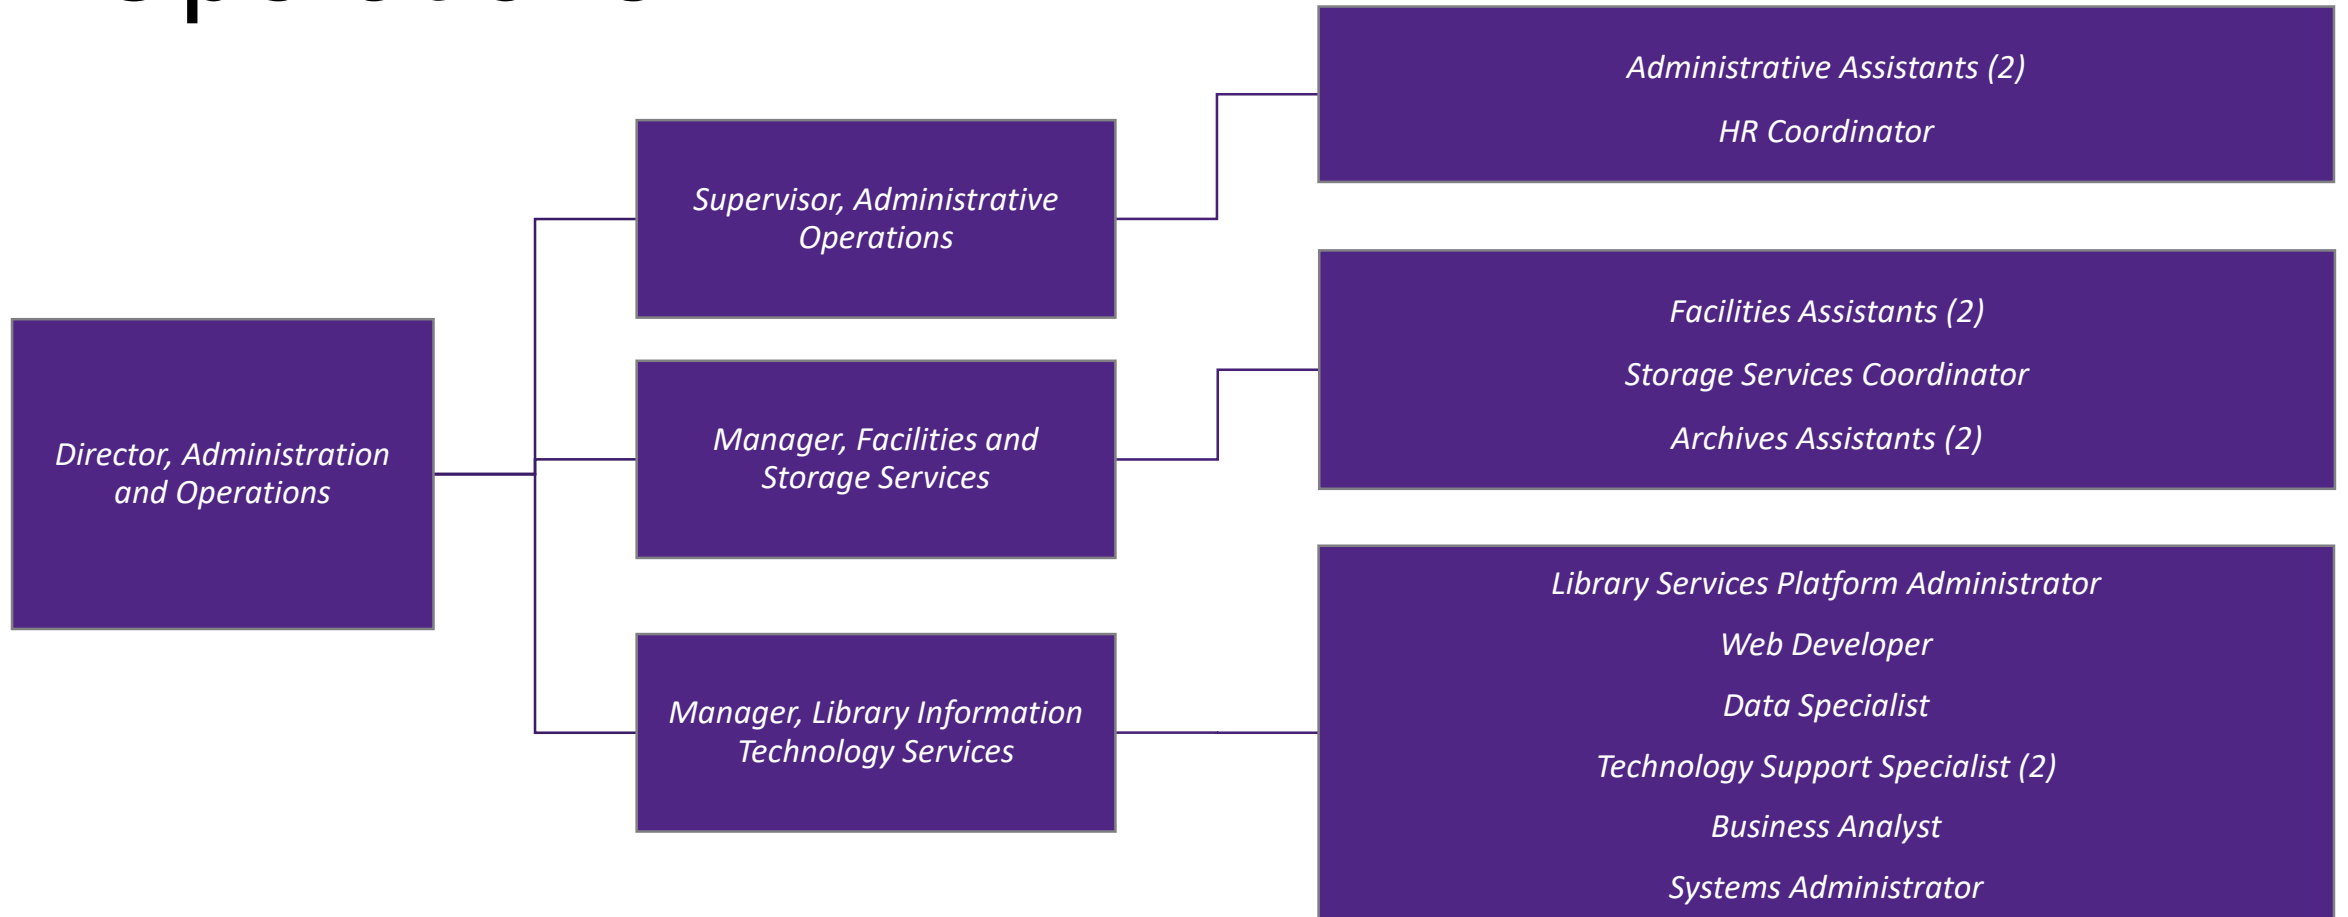 Director, Administration
and Operations
Supervisor, Administrative
Operations
Manager, Facilities and
Storage Services
Manager, Library Information
Technology Services
Administrative Assistants (2)
HR Coordinator
Facilities Assistants (2)
Storage Services Coordinator
Archives Assistants (2)
Library Services Platform Administrator
Web Developer
Data Specialist
Technology Support Specialist (2)
Business Analyst
Systems Administrator